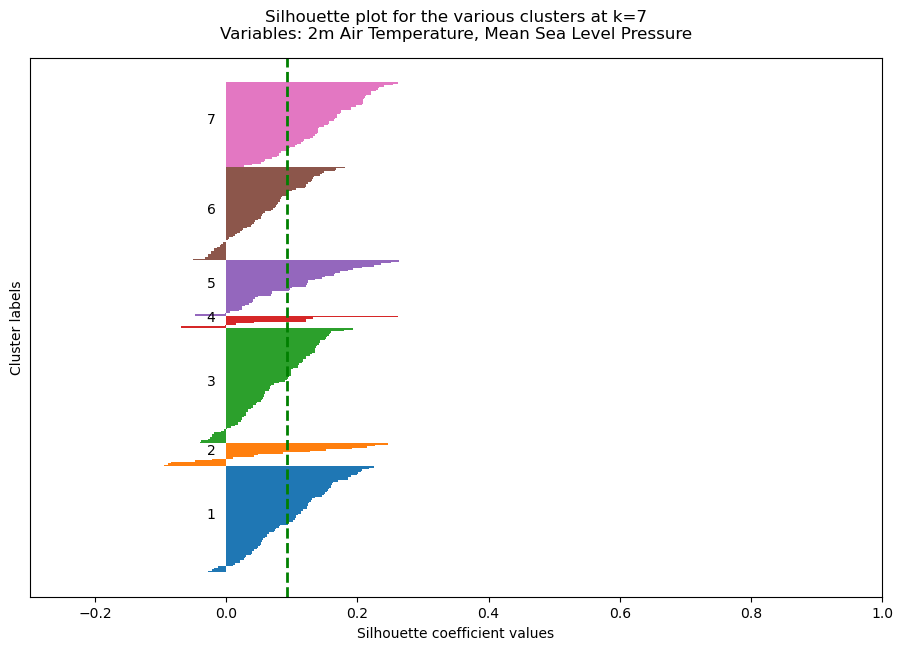 Silhouette plot for the various clusters at k=7
Variables: 2m Air Temperature, Mean Sea Level Pressure
Cluster labels
7
6
5
4
3
2
1
−0.2 0.0 0.2 0.4 0.6 0.8 1.0
Silhouette coefficient values